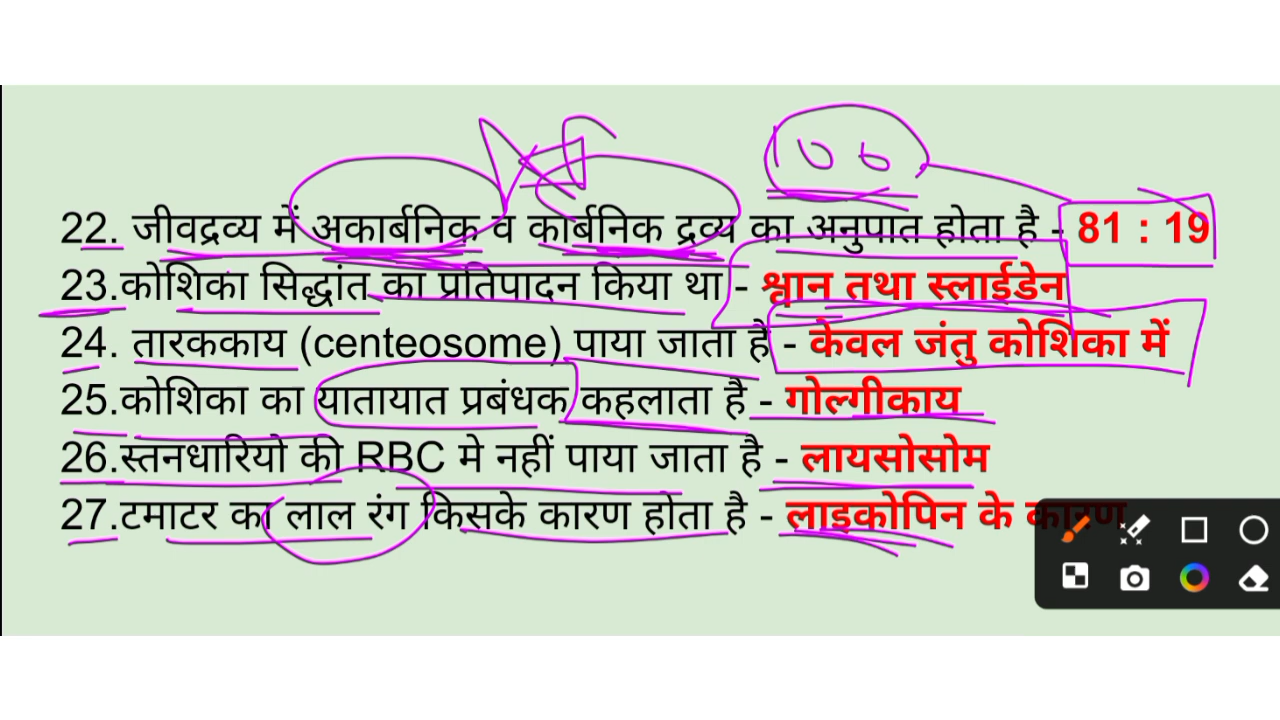 100
22. जीवद्रव्य में अकार्बनिक व कार्बनिक द्रव्य का अनुपात होता है - 81 : 19
23.कोशिका सिद्धांत का प्रतिपादन किया था - श्वान तथा स्लाईडेन
24. तारककाय (centeosome) पाया जाता है - केवल जंतु कोशिका में
25.कोशिका का यातायात प्रबंधक कहलाता है - गोल्गीकाय
26.स्तनधारियो की RBC मे नहीं पाया जाता है - लायसोसोम
27.टमाटर का लाल रंग किसके कारण होता है - लाइकोपिन के कारण